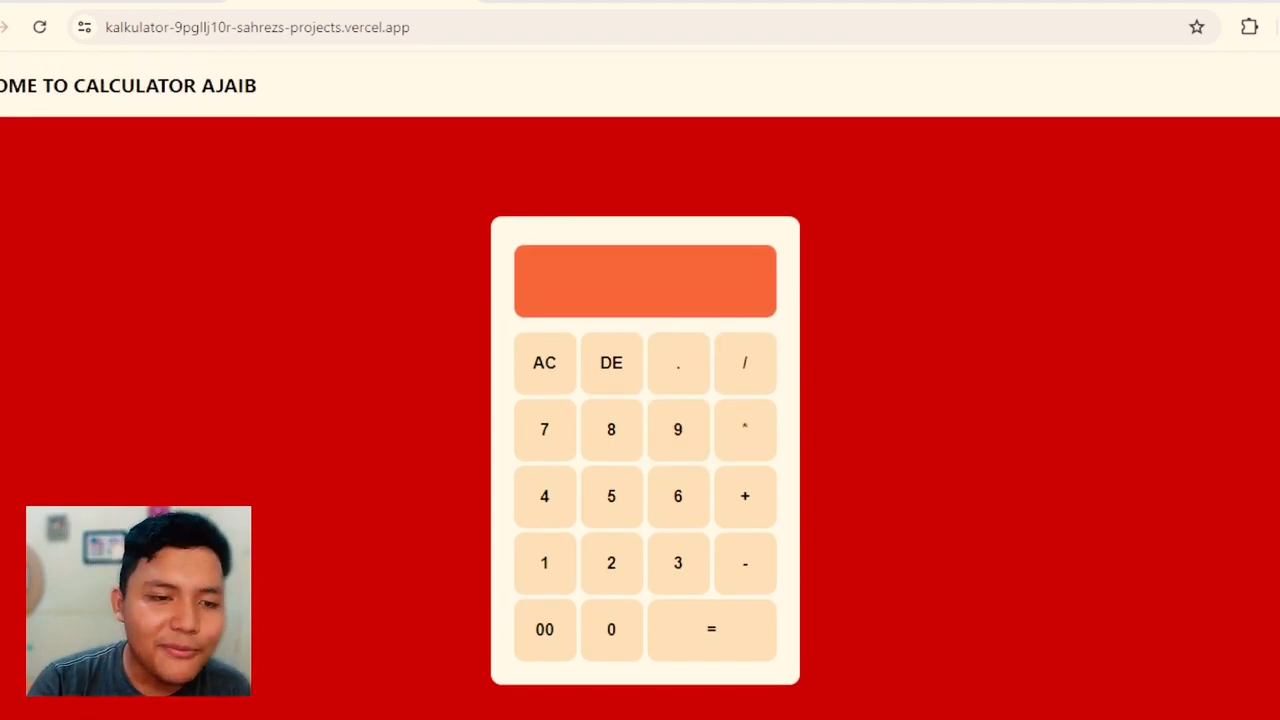 kalkulator-9pgllj10r-sahrezs-projects.vercel.app
OME TO CALCULATOR AJAIB
AC DE . /
7 8 9 *
4 5 6 +
1 2 3 -
00 0 =